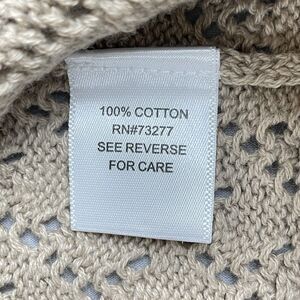 100% COTTON
RN#73277
SEE REVERSE
FOR CARE